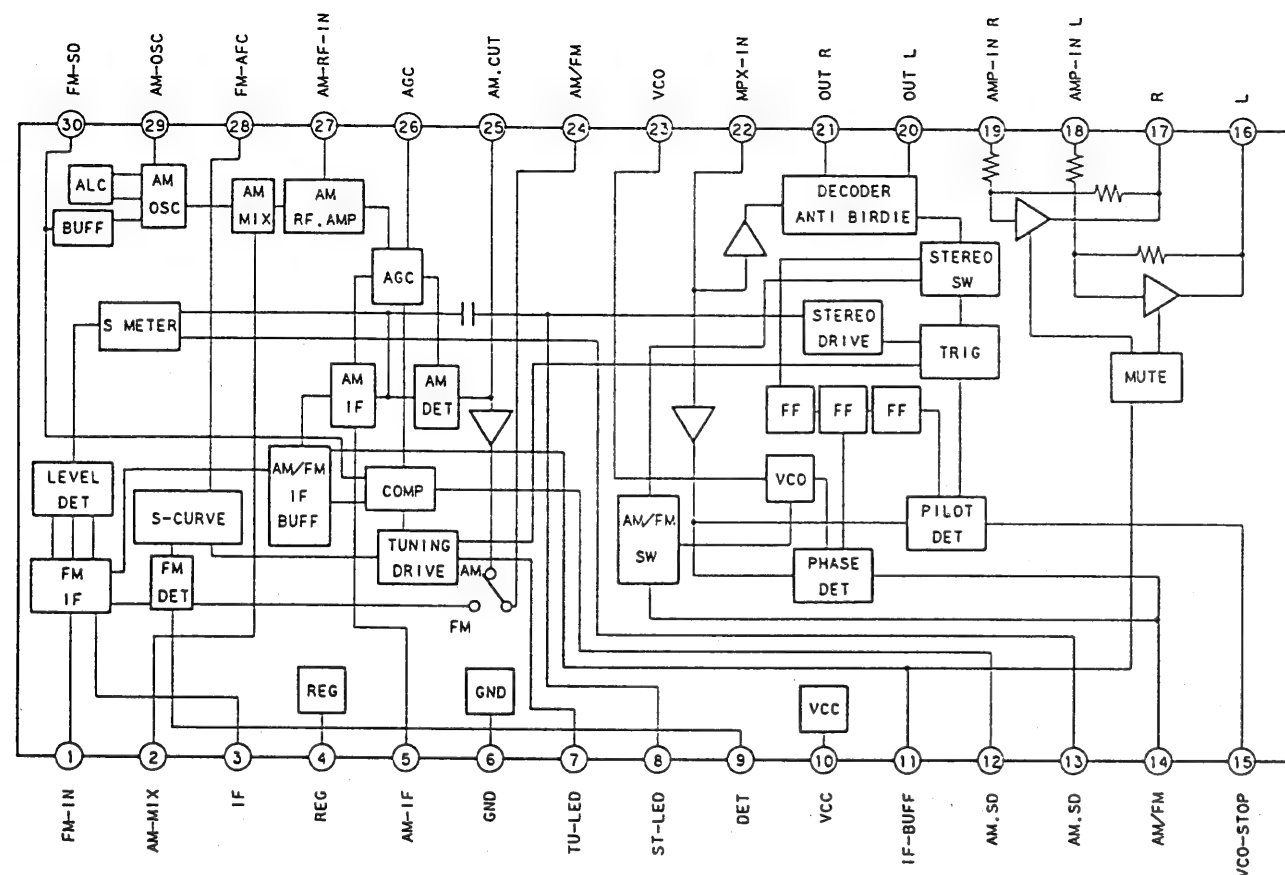 FM-SD
AM-OSC
FM-AFC
AM-RF-IN
AGC
AM.CUT
AM/FM
VCO
MPX-IN
OUT R
OUT L
AMP-IN R
AMP-IN L
R
L
30
29
28
27
26
25
24
23
22
21
20
19
18
17
16
ALC
AM
OSC
BUFF
AM
MIX
AM
RF.AMP
DECODER
ANTI BIRDIE
AGC
STEREO
SW
S METER
STEREO
DRIVE
TRIG
MUTE
AM
IF
AM
DET
FF
FF
FF
LEVEL
DET
AM/FM
IF
BUFF
COMP
VCO
S-CURVE
AM/FM
SW
PILOT
DET
TUNING
DRIVE
AM
FM
IF
FM
DET
PHASE
DET
FM
REG
GND
VCC
1
2
3
4
5
6
7
8
9
10
11
12
13
14
15
FM-IN
AM-MIX
IF
REG
AM-IF
GND
TU-LED
ST-LED
DET
VCC
IF-BUFF
AM.SD
AM.SD
AM/FM
VCO-STOP